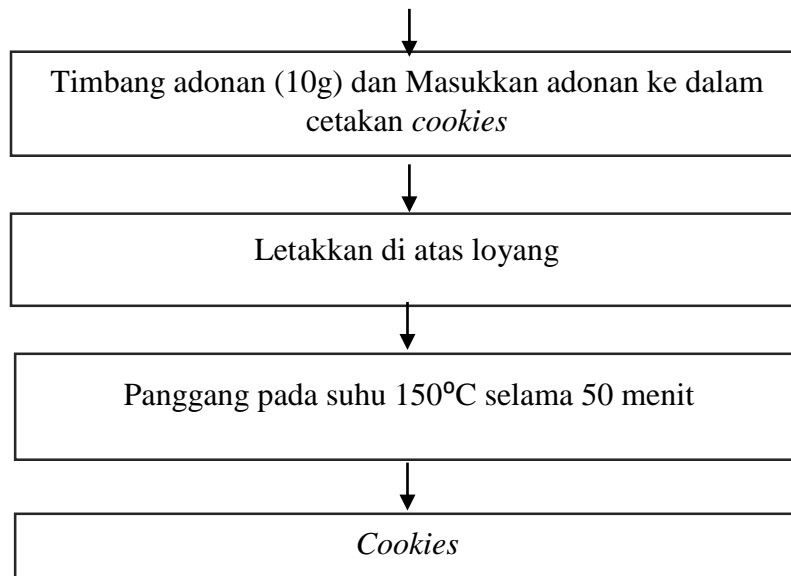 Timbang adonan (10g) dan Masukkan adonan ke dalam
cetakan cookies
Letakkan di atas loyang
Panggang pada suhu 150ºC selama 50 menit
Cookies